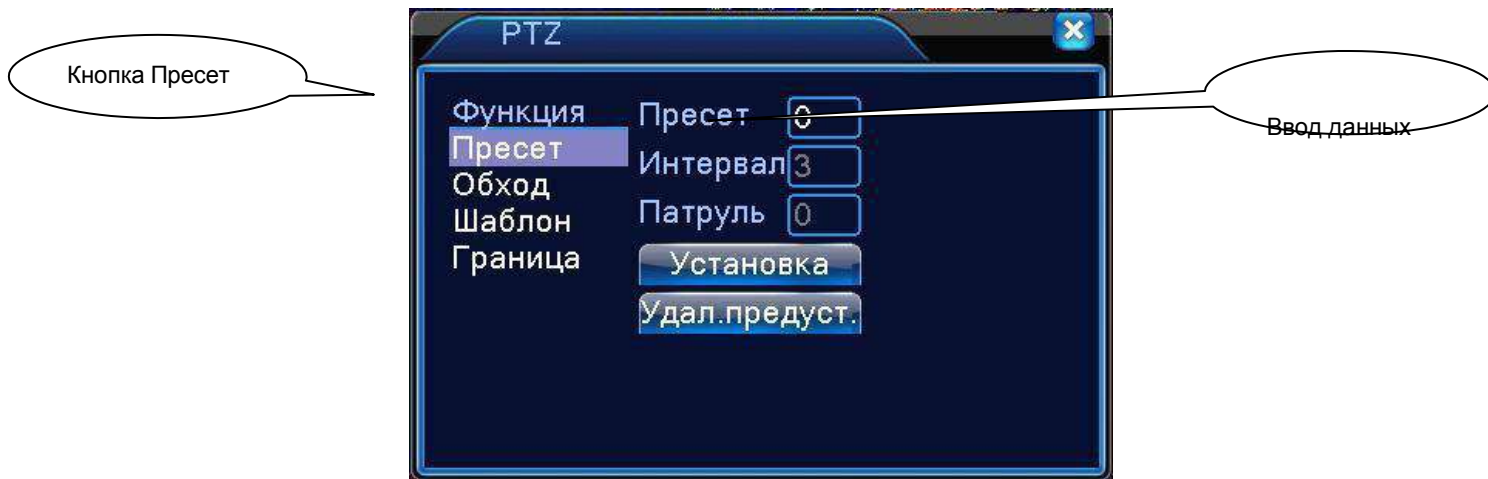 PTZ
Кнопка Пресет
Функция
Пресет
Обход
Шаблон
Граница
Пресет 0
Интервал 3
Патруль 0
Установка
Удал.предуст.
Ввод данных